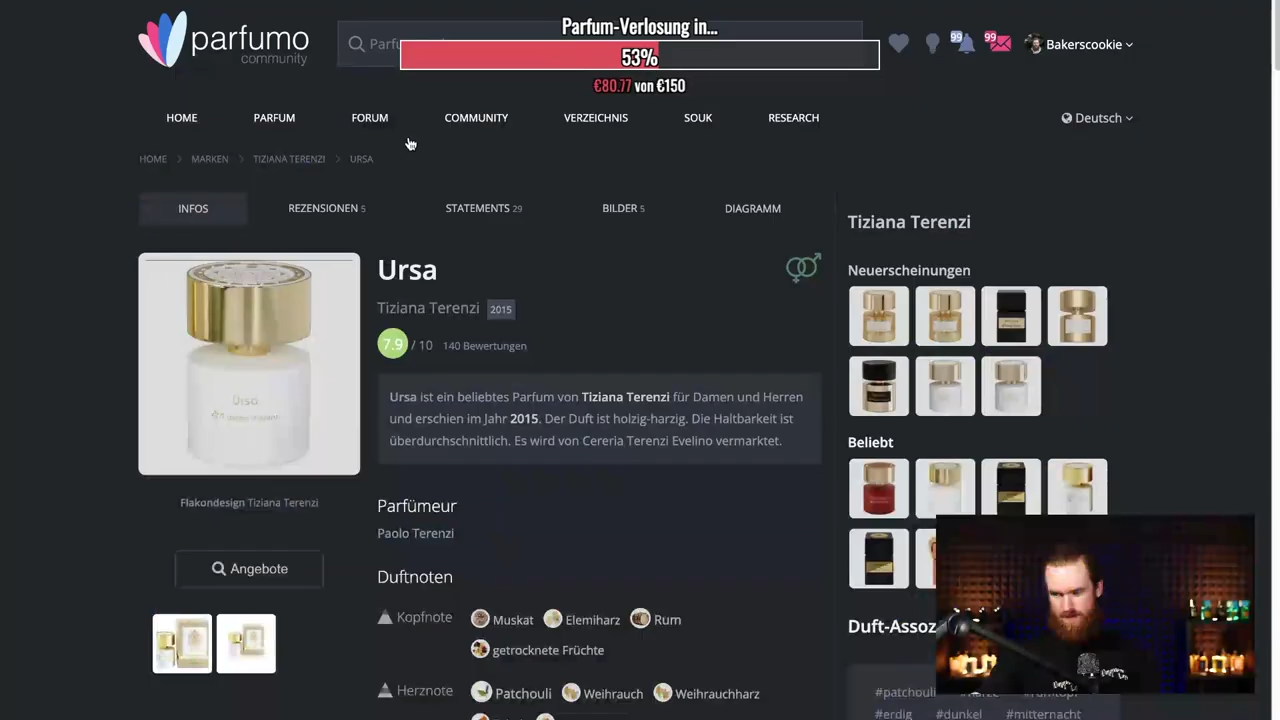 Parfum-Verlosung in...
parfumo
community
53%
99
99
Bakerscookie
€80.77 von €150
HOME
PARFUM
FORUM
COMMUNITY
VERZEICHNIS
SOUK
RESEARCH
Deutsch
HOME > MARKEN > TIZIANA TERENZI > URSA
INFOS
REZENSIONEN 5
STATEMENTS 29
BILDER 5
DIAGRAMM
Ursa
Tiziana Terenzi 2015
7.9 / 10 140 Bewertungen
Ursa ist ein beliebtes Parfum von Tiziana Terenzi für Damen und Herren
und erschien im Jahr 2015. Der Duft ist holzig-harzig. Die Haltbarkeit ist
überdurchschnittlich. Es wird von Cereria Terenzi Evelino vermarktet.
Ursa
Flakondesign Tiziana Terenzi
Angebote
Parfümeur
Paolo Terenzi
Duftnoten
Kopfnote
Muskat Elemiharz Rum
getrocknete Früchte
Herznote
Patchouli Weihrauch Weihrauchharz
Tiziana Terenzi
Neuerscheinungen
Beliebt
#patchouli
#erdig #dunkel #mitternacht